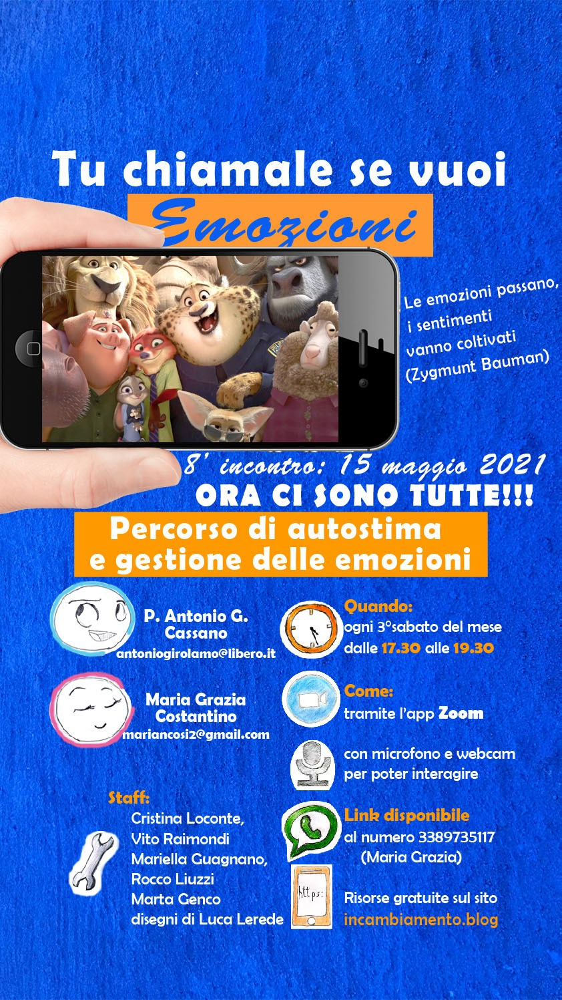 Tu chiamale se vuoi
Emozioni
Le emozioni passano,
i sentimenti
vanno coltivati
(Zygmunt Bauman)
8' incontro: 15 maggio 2021
ORA CI SONO TUTTE!!!
Percorso di autostima
e gestione delle emozioni
P. Antonio G.
Cassano
antoniogirolamo@libero.it
Maria Grazia
Costantino
mariancosi2@gmail.com
Staff:
Cristina Loconte,
Vito Raimondi
Mariella Guagnano,
Rocco Liuzzi
Marta Genco
disegni di Luca Lerede
Quando:
ogni 3°sabato del mese
dalle 17.30 alle 19.30
Come:
tramite l'app Zoom
con microfono e webcam
per poter interagire
Link disponibile
al numero 3389735117
(Maria Grazia)
https:
Risorse gratuite sul sito
incambiamento.blog